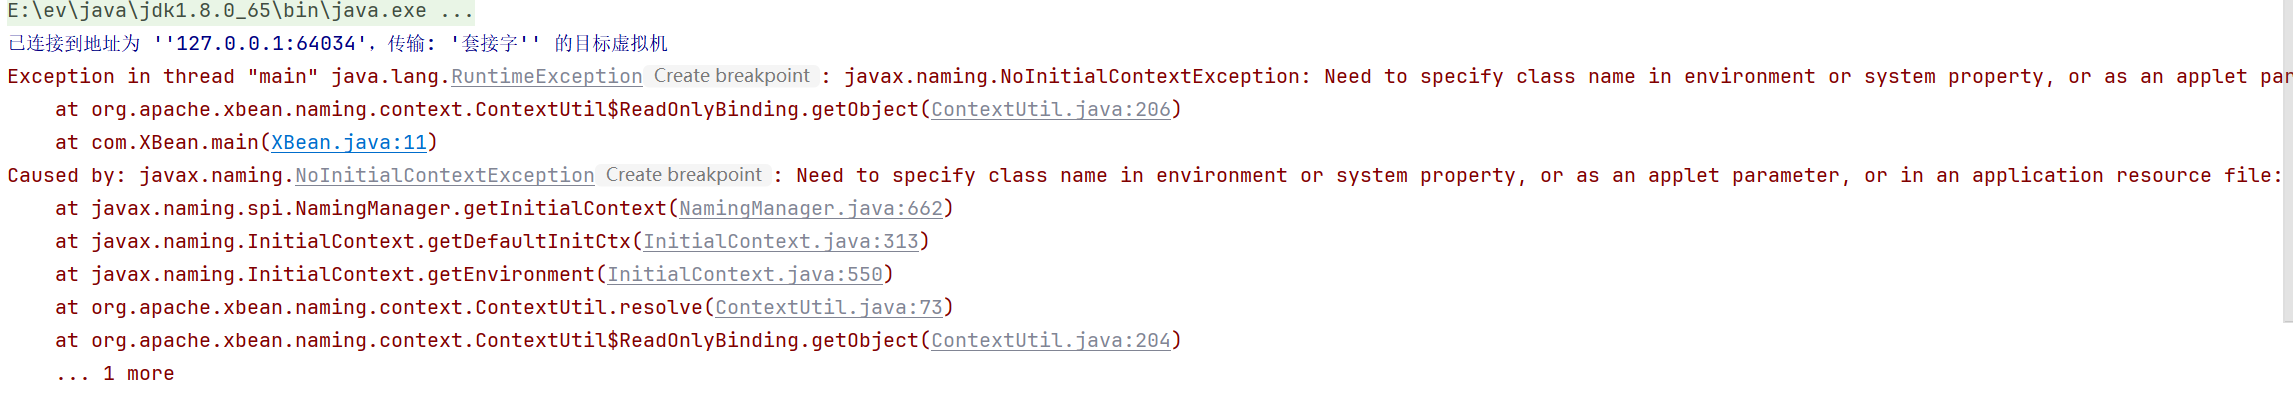 E:\ev\java\jdk1.8.0_65\bin\java.exe ...
已连接到地址为 ''127.0.0.1:64034'，传输: '套接字'' 的目标虚拟机
Exception in thread "main" java.lang.RuntimeException Create breakpoint : javax.naming.NoInitialContextException: Need to specify class name in environment or system property, or as an applet par
    at org.apache.xbean.naming.context.ContextUtil$ReadOnlyBinding.getObject(ContextUtil.java:206)
    at com.XBean.main(XBean.java:11)
Caused by: javax.naming.NoInitialContextException Create breakpoint : Need to specify class name in environment or system property, or as an applet parameter, or in an application resource file:
    at javax.naming.spi.NamingManager.getInitialContext(NamingManager.java:662)
    at javax.naming.InitialContext.getDefaultInitCtx(InitialContext.java:313)
    at javax.naming.InitialContext.getEnvironment(InitialContext.java:550)
    at org.apache.xbean.naming.context.ContextUtil.resolve(ContextUtil.java:73)
    at org.apache.xbean.naming.context.ContextUtil$ReadOnlyBinding.getObject(ContextUtil.java:204)
    ... 1 more